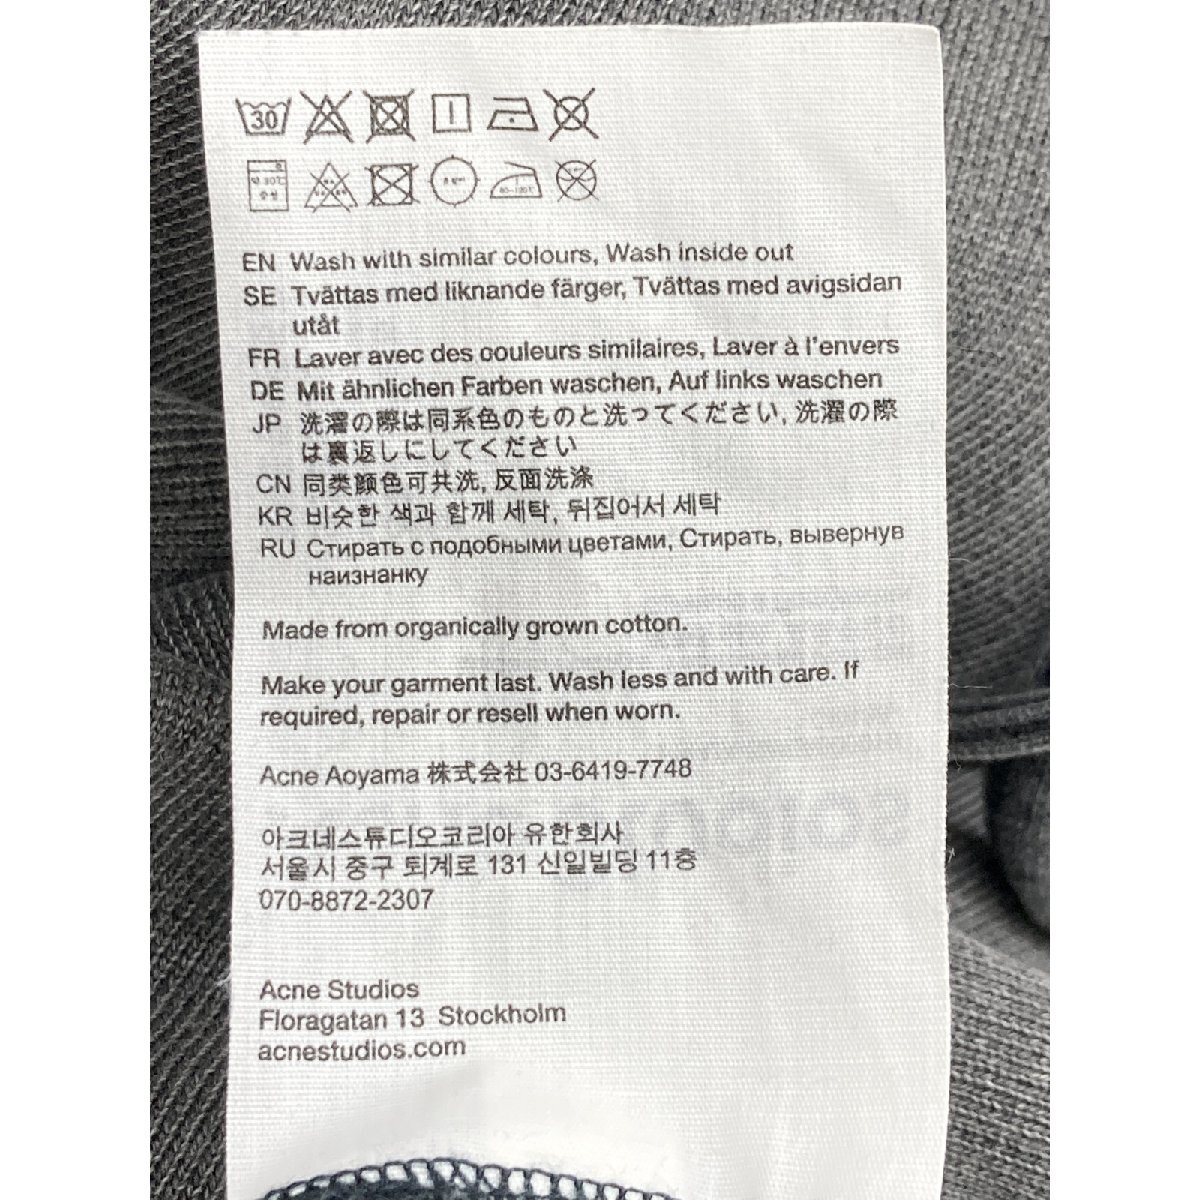 30
EN Wash with similar colours, Wash inside out
SE Tvättas med liknande färger, Tvättas med avigsidan
utåt
FR Laver avec des couleurs similaires, Laver à l'envers
DE Mit ähnlichen Farben waschen, Auf links waschen
JP 洗濯の際は同系色のものと洗ってください, 洗濯の際
は裏返しにしてください
CN 同类颜色可共洗, 反面洗涤
KR 비슷한 색과 함께 세탁, 뒤집어서 세탁
RU Стирать с подобными цветами, Стирать, вывернув
наизнанку
Made from organically grown cotton.
Make your garment last. Wash less and with care. If
required, repair or resell when worn.
Acne Aoyama 株式会社 03-6419-7748
아크네스튜디오코리아 유한회사
서울시 중구 퇴계로 131 신일빌딩 11층
070-8872-2307
Acne Studios
Floragatan 13 Stockholm
acnestudios.com